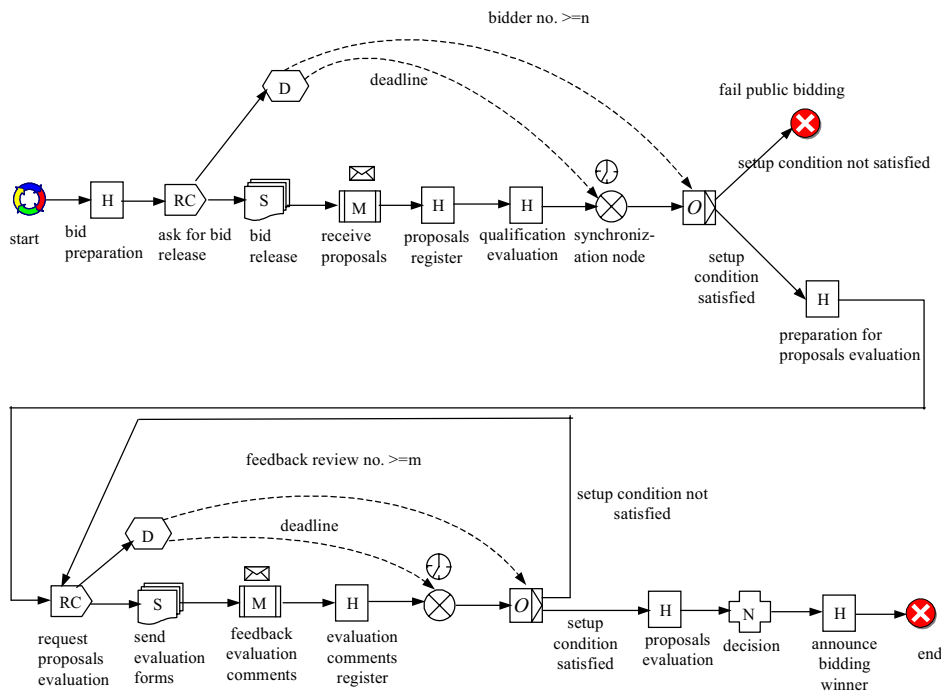 bidder no. >=n
D
deadline
fail public bidding
setup condition not satisfied
start
H
bid
preparation
RC
ask for bid
release
S
bid
release
M
receive
proposals
H
proposals
register
H
qualification
evaluation
synchroniz-
ation node
O
setup
condition
satisfied
H
preparation for
proposals evaluation
feedback review no. >=m
D
deadline
setup condition not
satisfied
RC
request
proposals
evaluation
S
send
evaluation
forms
M
feedback
evaluation
comments
H
evaluation
comments
register
O
setup
condition
satisfied
H
proposals
evaluation
N
decision
H
announce
bidding
winner
end